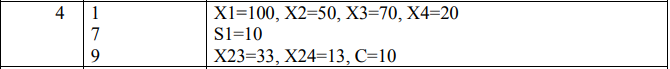 4 1 X1=100, X2=50, X3=70, X4=20
7 S1=10
9 X23=33, X24=13, C=10